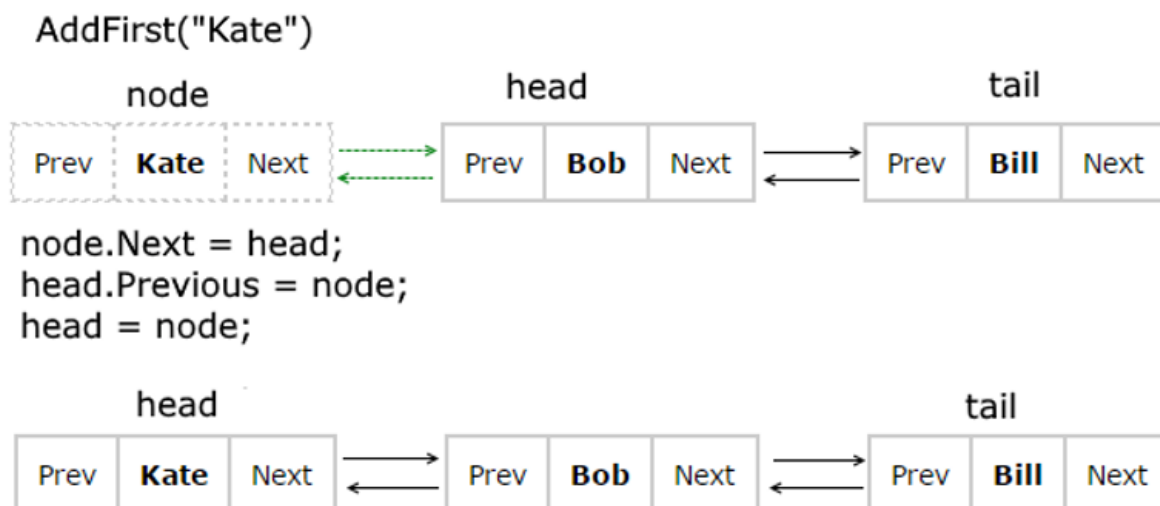 AddFirst("Kate")
node head tail
Prev Kate Next Prev Bob Next Prev Bill Next
node.Next = head;
head.Previous = node;
head = node;
head tail
Prev Kate Next Prev Bob Next Prev Bill Next